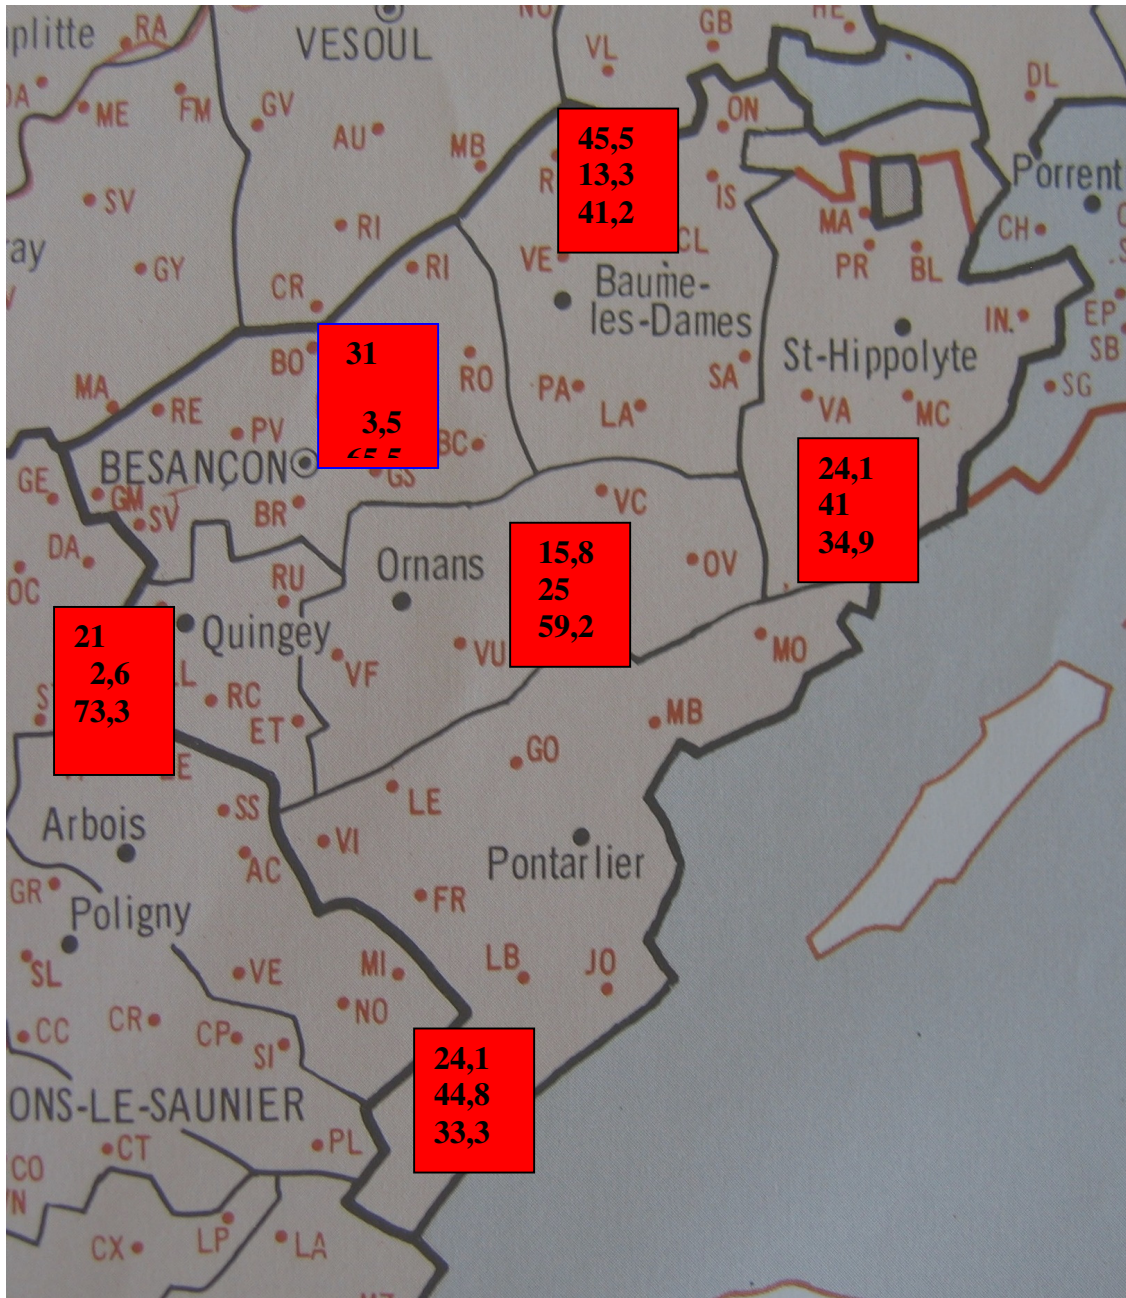 RA
plitte
VESOUL
GB
VL
DL
ME
FM
GV
AU
MB
ON
45,5
13,3
41,2
Porrent
SV
RI
IS
MA
CH
ay
GY
RI
VE
CL
PR
BL
CR
Baume-
les-Dames
IN.
EP
SB
31
3,5
65,5
BO
RO
St-Hippolyte
SG
MA
RE
PA
LA
SA
VA
MC
PV
BC
BESANÇON
GS
GE
GM
SV
BR
VC
24,1
41
34,9
DA
OC
RU
Ornans
15,8
25
59,2
OV
Quingey
VF
VU
MO
21
2,6
73,3
RC
ET
MB
GO
SS
LE
Arbois
VI
AC
Pontarlier
GR
Poligny
FR
SL
VE
MI
LB
JO
NO
CC
CR
CP
SI
24,1
44,8
33,3
ONS-LE-SAUNIER
CT
PL
CO
CX
LP
LA